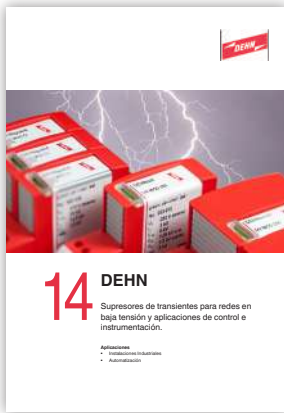 DEHN
14
DEHN
Supresores de transientes para redes en
baja tensión y aplicaciones de control e
instrumentación.
Aplicaciones
• Instalaciones Industriales
• Automatización